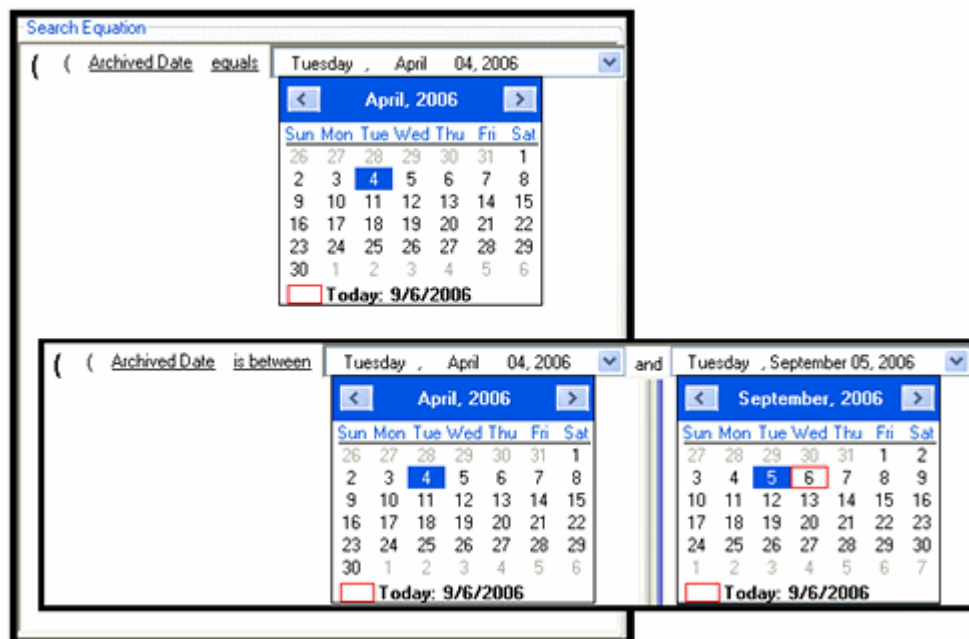 Search Equation
( ( Archived Date equals Tuesday , April 04, 2006
April, 2006
Sun Mon Tue Wed Thu Fri Sat
26 27 28 29 30 31 1
2 3 4 5 6 7 8
9 10 11 12 13 14 15
16 17 18 19 20 21 22
23 24 25 26 27 28 29
30 1 2 3 4 5 6
Today: 9/6/2006
( ( Archived Date is between Tuesday , April 04, 2006 and Tuesday , September 05, 2006
April, 2006
Sun Mon Tue Wed Thu Fri Sat
26 27 28 29 30 31 1
2 3 4 5 6 7 8
9 10 11 12 13 14 15
16 17 18 19 20 21 22
23 24 25 26 27 28 29
30 1 2 3 4 5 6
Today: 9/6/2006
September, 2006
Sun Mon Tue Wed Thu Fri Sat
27 28 29 30 31 1 2
3 4 5 6 7 8 9
10 11 12 13 14 15 16
17 18 19 20 21 22 23
24 25 26 27 28 29 30
1 2 3 4 5 6 7
Today: 9/6/2006